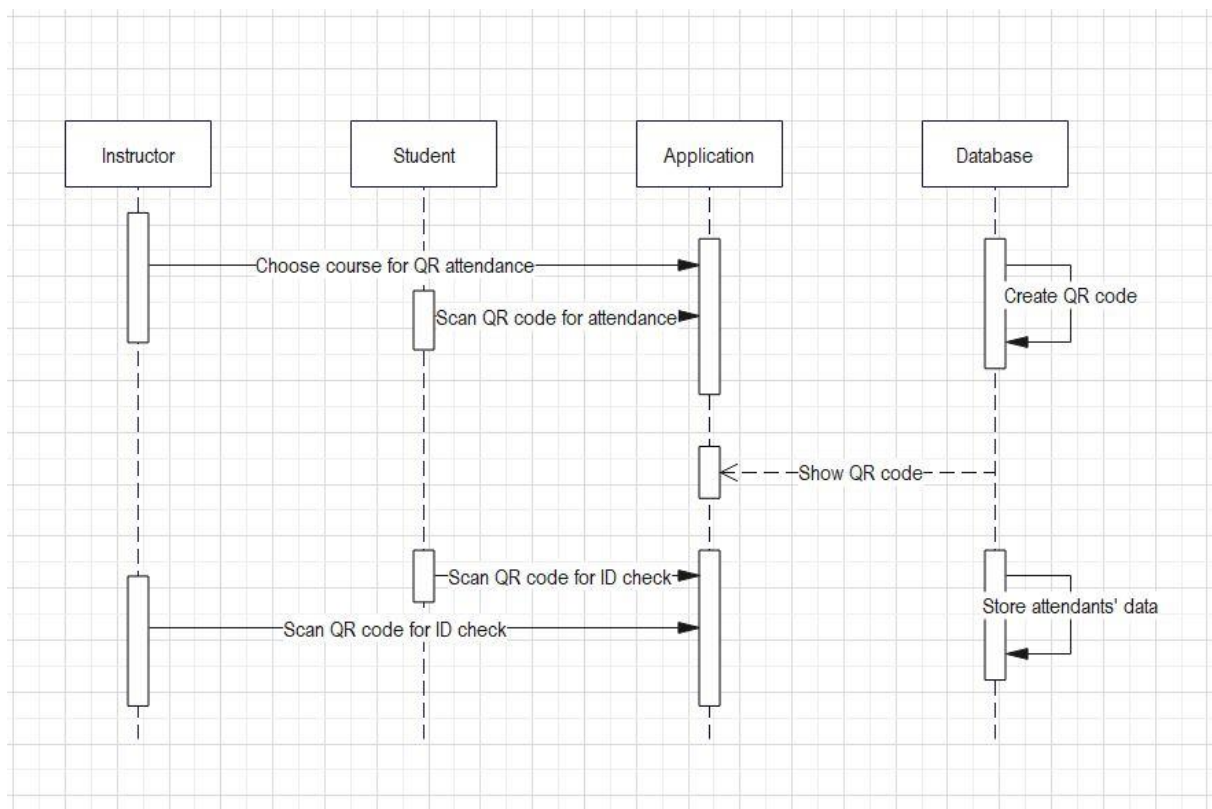 Instructor
Student
Application
Database
Choose course for QR attendance
Create QR code
Scan QR code for attendance
Show QR code
Scan QR code for ID check
Store attendants' data
Scan QR code for ID check